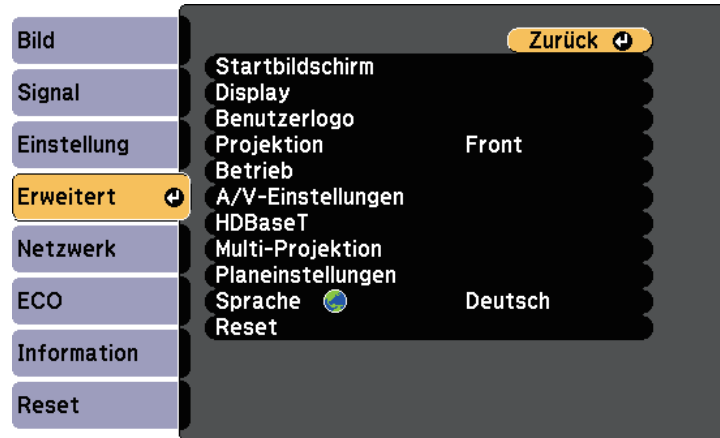 Bild
Signal
Einstellung
Erweitert
Netzwerk
ECO
Information
Reset
Zurück
Startbildschirm
Display
Benutzerlogo
Projektion Front
Betrieb
A/V-Einstellungen
HDBaseT
Multi-Projektion
Planeinstellungen
Sprache Deutsch
Reset